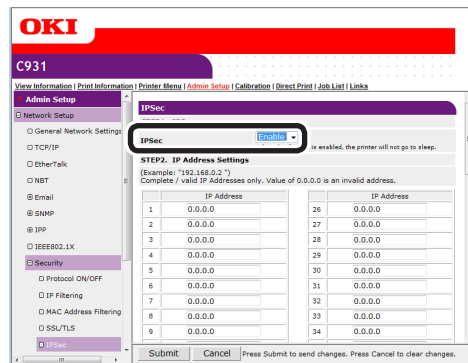 OKI
C931
View Information | Print Information | Printer Menu | Admin Setup | Calibration | Direct Print | Job List | Links
Admin Setup
Network Setup
General Network Settings
TCP/IP
EtherTalk
NBT
Email
SNMP
IPP
IEEE802.1X
Security
Protocol ON/OFF
IP Filtering
MAC Address Filtering
SSL/TLS
IPSec
IPSec
IPSec Enable
is enabled, the printer will not go to sleep.
STEP2. IP Address Settings
(Example: "192.168.0.2 ")
Complete / valid IP Addresses only. Value of 0.0.0.0 is an invalid address.
IP Address IP Address
1 0.0.0.0 26 0.0.0.0
2 0.0.0.0 27 0.0.0.0
3 0.0.0.0 28 0.0.0.0
4 0.0.0.0 29 0.0.0.0
5 0.0.0.0 30 0.0.0.0
6 0.0.0.0 31 0.0.0.0
7 0.0.0.0 32 0.0.0.0
8 0.0.0.0 33 0.0.0.0
9 0.0.0.0 34 0.0.0.0
Submit Cancel Press Submit to send changes. Press Cancel to clear changes.